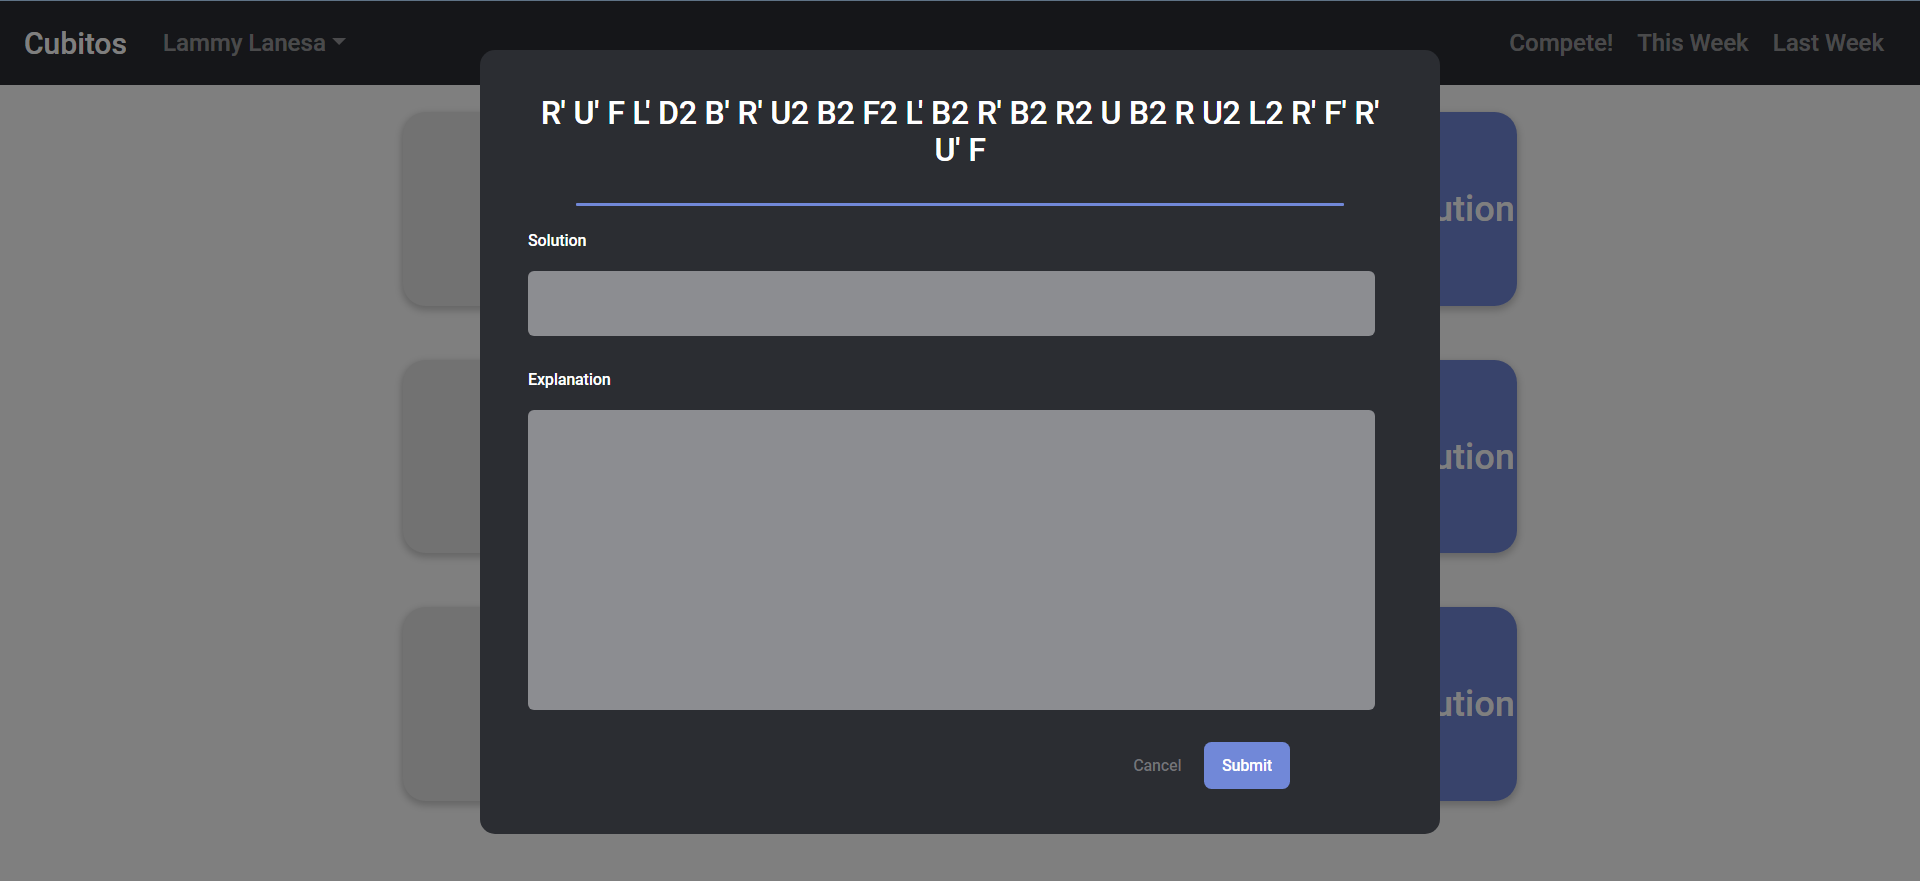 Cubitos
Lammy Lanesa
Compete!
This Week
Last Week
R' U' F L' D2 B' R' U2 B2 F2 L' B2 R' B2 R2 U B2 R U2 L2 R' F' R'
U' F
ution
Solution
Explanation
ution
ution
Cancel
Submit